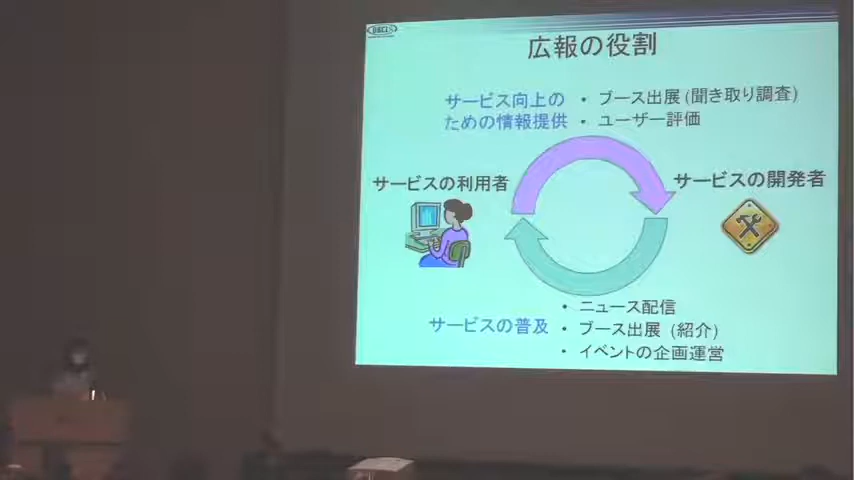 DBCLS
広報の役割
サービス向上の
ための情報提供
・ブース出展(聞き取り調査)
・ユーザー評価
サービスの利用者
サービスの開発者
サービスの普及
・ニュース配信
・ブース出展（紹介）
・イベントの企画運営